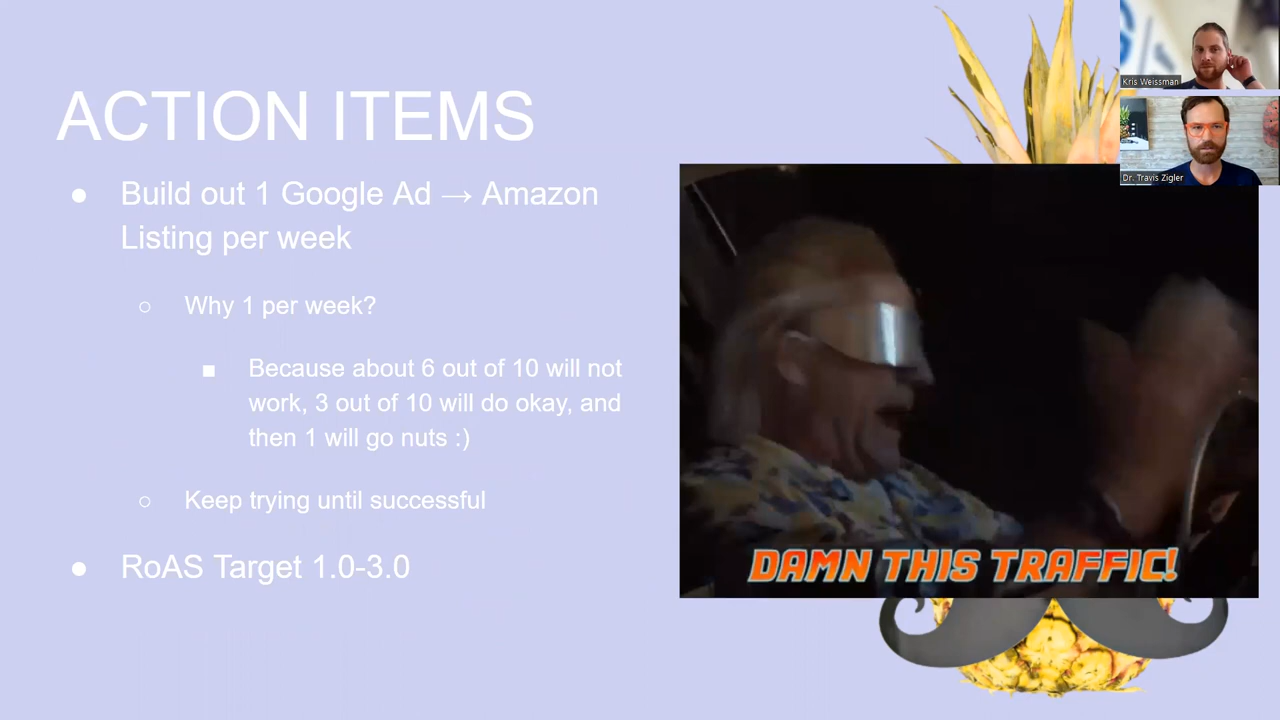 ACTION ITEMS
● Build out 1 Google Ad → Amazon
Listing per week
○ Why 1 per week?
■ Because about 6 out of 10 will not
work, 3 out of 10 will do okay, and
then 1 will go nuts :)
○ Keep trying until successful
● RoAS Target 1.0-3.0
DAMN THIS TRAFFIC!
Kris Weissman
Dr. Travis Zigler